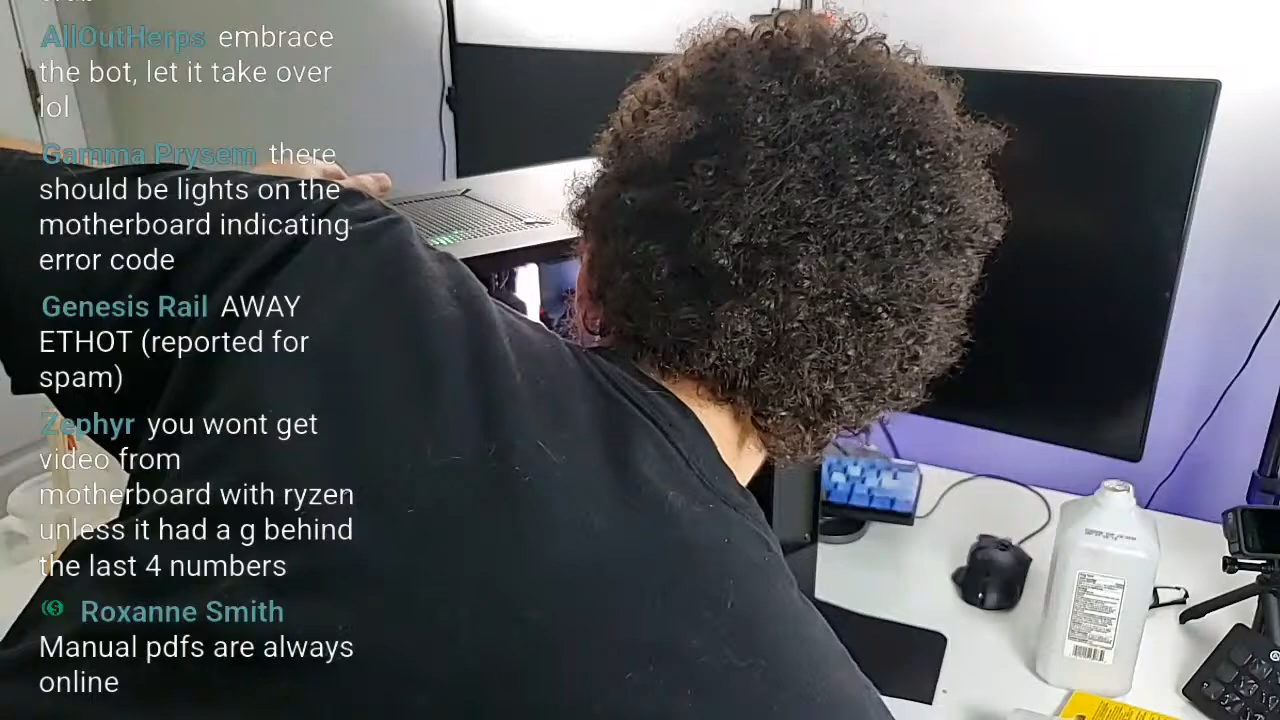 AllOutHerps embrace
the bot, let it take over
lol
Gamma Prysem there
should be lights on the
motherboard indicating
error code
Genesis Rail AWAY
ETHOT (reported for
spam)
Zephyr you wont get
video from
motherboard with ryzen
unless it had a g behind
the last 4 numbers
Roxanne Smith
Manual pdfs are always
online